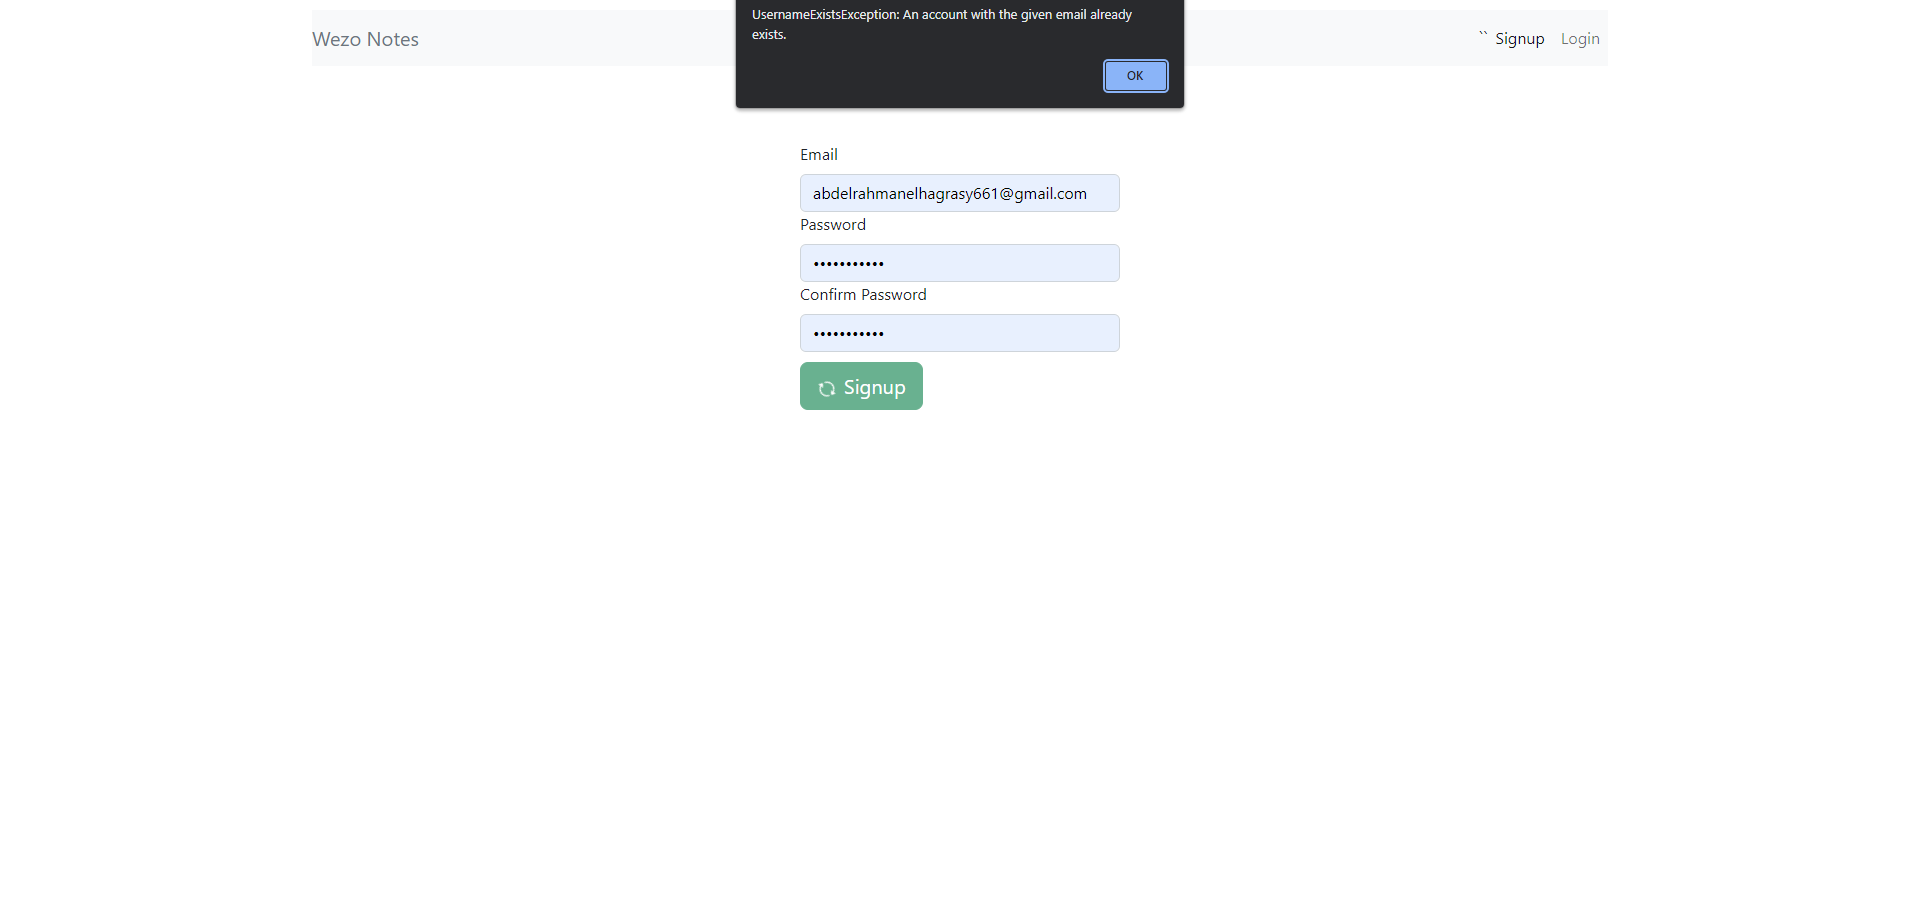 UsernameExistsException: An account with the given email already
exists.
OK
Wezo Notes
`` Signup Login
Email
abdelrahmanelhagrasy661@gmail.com
Password
•••••••••••
Confirm Password
•••••••••••
Signup